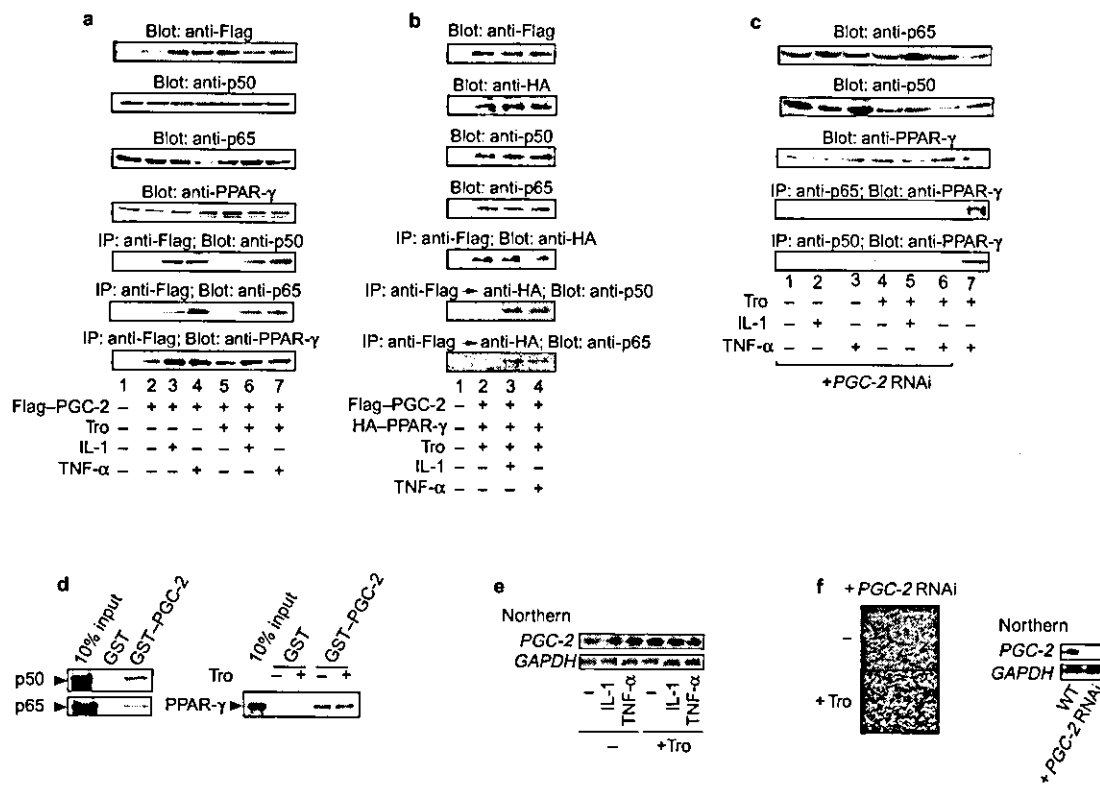 a
Blot: anti-Flag
Blot: anti-p50
Blot: anti-p65
Blot: anti-PPAR-γ
IP: anti-Flag; Blot: anti-p50
IP: anti-Flag; Blot: anti-p65
IP: anti-Flag; Blot: anti-PPAR-γ
1 2 3 4 5 6 7
Flag–PGC-2 – + + + + + +
Tro – – – – + + +
IL-1 – – + – – + –
TNF-α – – – + – – +
b
Blot: anti-Flag
Blot: anti-HA
Blot: anti-p50
Blot: anti-p65
IP: anti-Flag; Blot: anti-HA
IP: anti-Flag → anti-HA; Blot: anti-p50
IP: anti-Flag → anti-HA; Blot: anti-p65
1 2 3 4
Flag–PGC-2 – + + +
HA–PPAR-γ – + + +
Tro – + + +
IL-1 – – + –
TNF-α – – – +
c
Blot: anti-p65
Blot: anti-p50
Blot: anti-PPAR-γ
IP: anti-p65; Blot: anti-PPAR-γ
IP: anti-p50; Blot: anti-PPAR-γ
1 2 3 4 5 6 7
Tro – – – + + + +
IL-1 – + – – + – –
TNF-α – – + – – + +
+PGC-2 RNAi
d
10% input GST GST–PGC-2
p50
p65
10% input GST GST–PGC-2
Tro – + – +
PPAR-γ
e
Northern
PGC-2
GAPDH
– IL-1 TNF-α – IL-1 TNF-α
– +Tro
f
+ PGC-2 RNAi
–
+ Tro
Northern
PGC-2
GAPDH
WT
+ PGC-2 RNAi